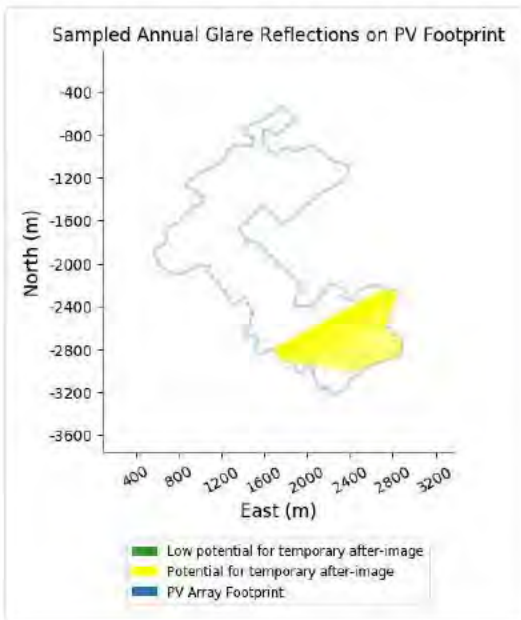 Sampled Annual Glare Reflections on PV Footprint
-400
-800
-1200
-1600
-2000
-2400
-2800
-3200
-3600
North (m)
400 800 1200 1600 2000 2400 2800 3200
East (m)
Low potential for temporary after-image
Potential for temporary after-image
PV Array Footprint